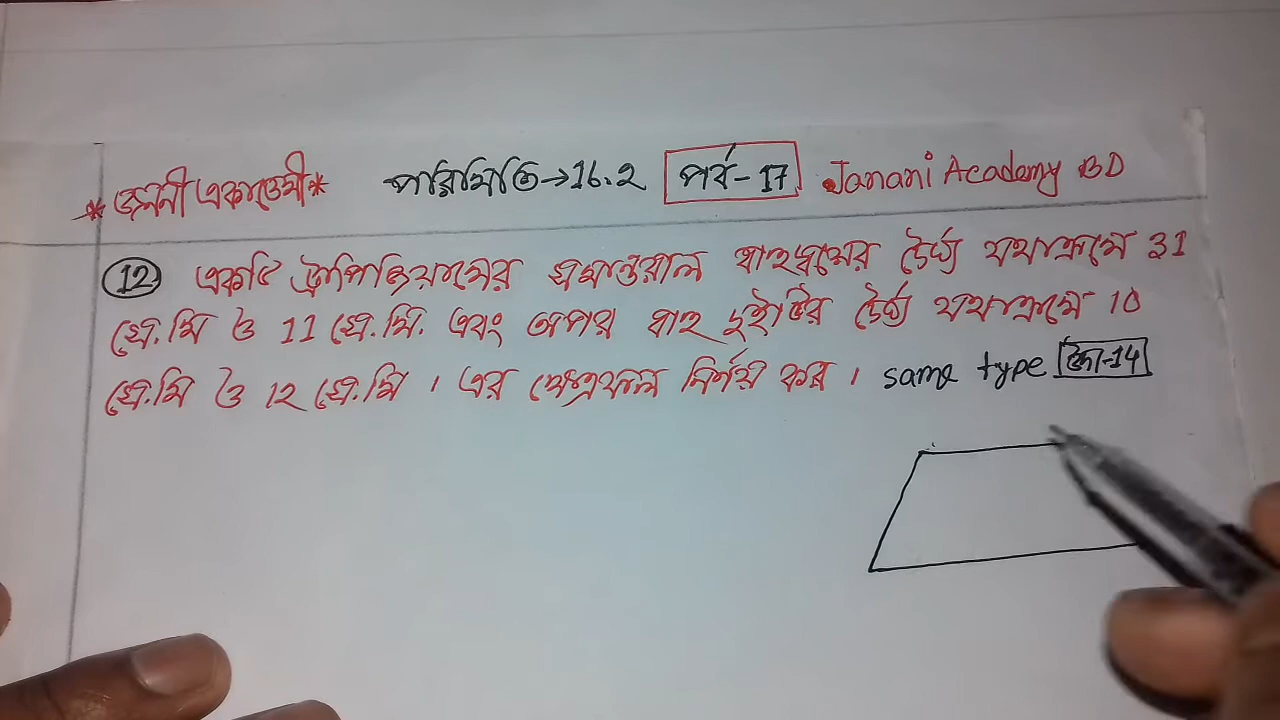 * জননী একাডেমী * পরিমিতি→16.2 পর্ব-17 Janani Academy BD
12 একটি ট্রাপিজিয়ামের সমান্তরাল বাহুদ্বয়ের দৈর্ঘ্য যথাক্রমে 31
সে.মি ও 11 সে.মি. এবং অপর বাহু দুইটির দৈর্ঘ্য যথাক্রমে 10
সে.মি ও 12 সে.মি। এর ক্ষেত্রফল নির্ণয় কর। same type উদা-14